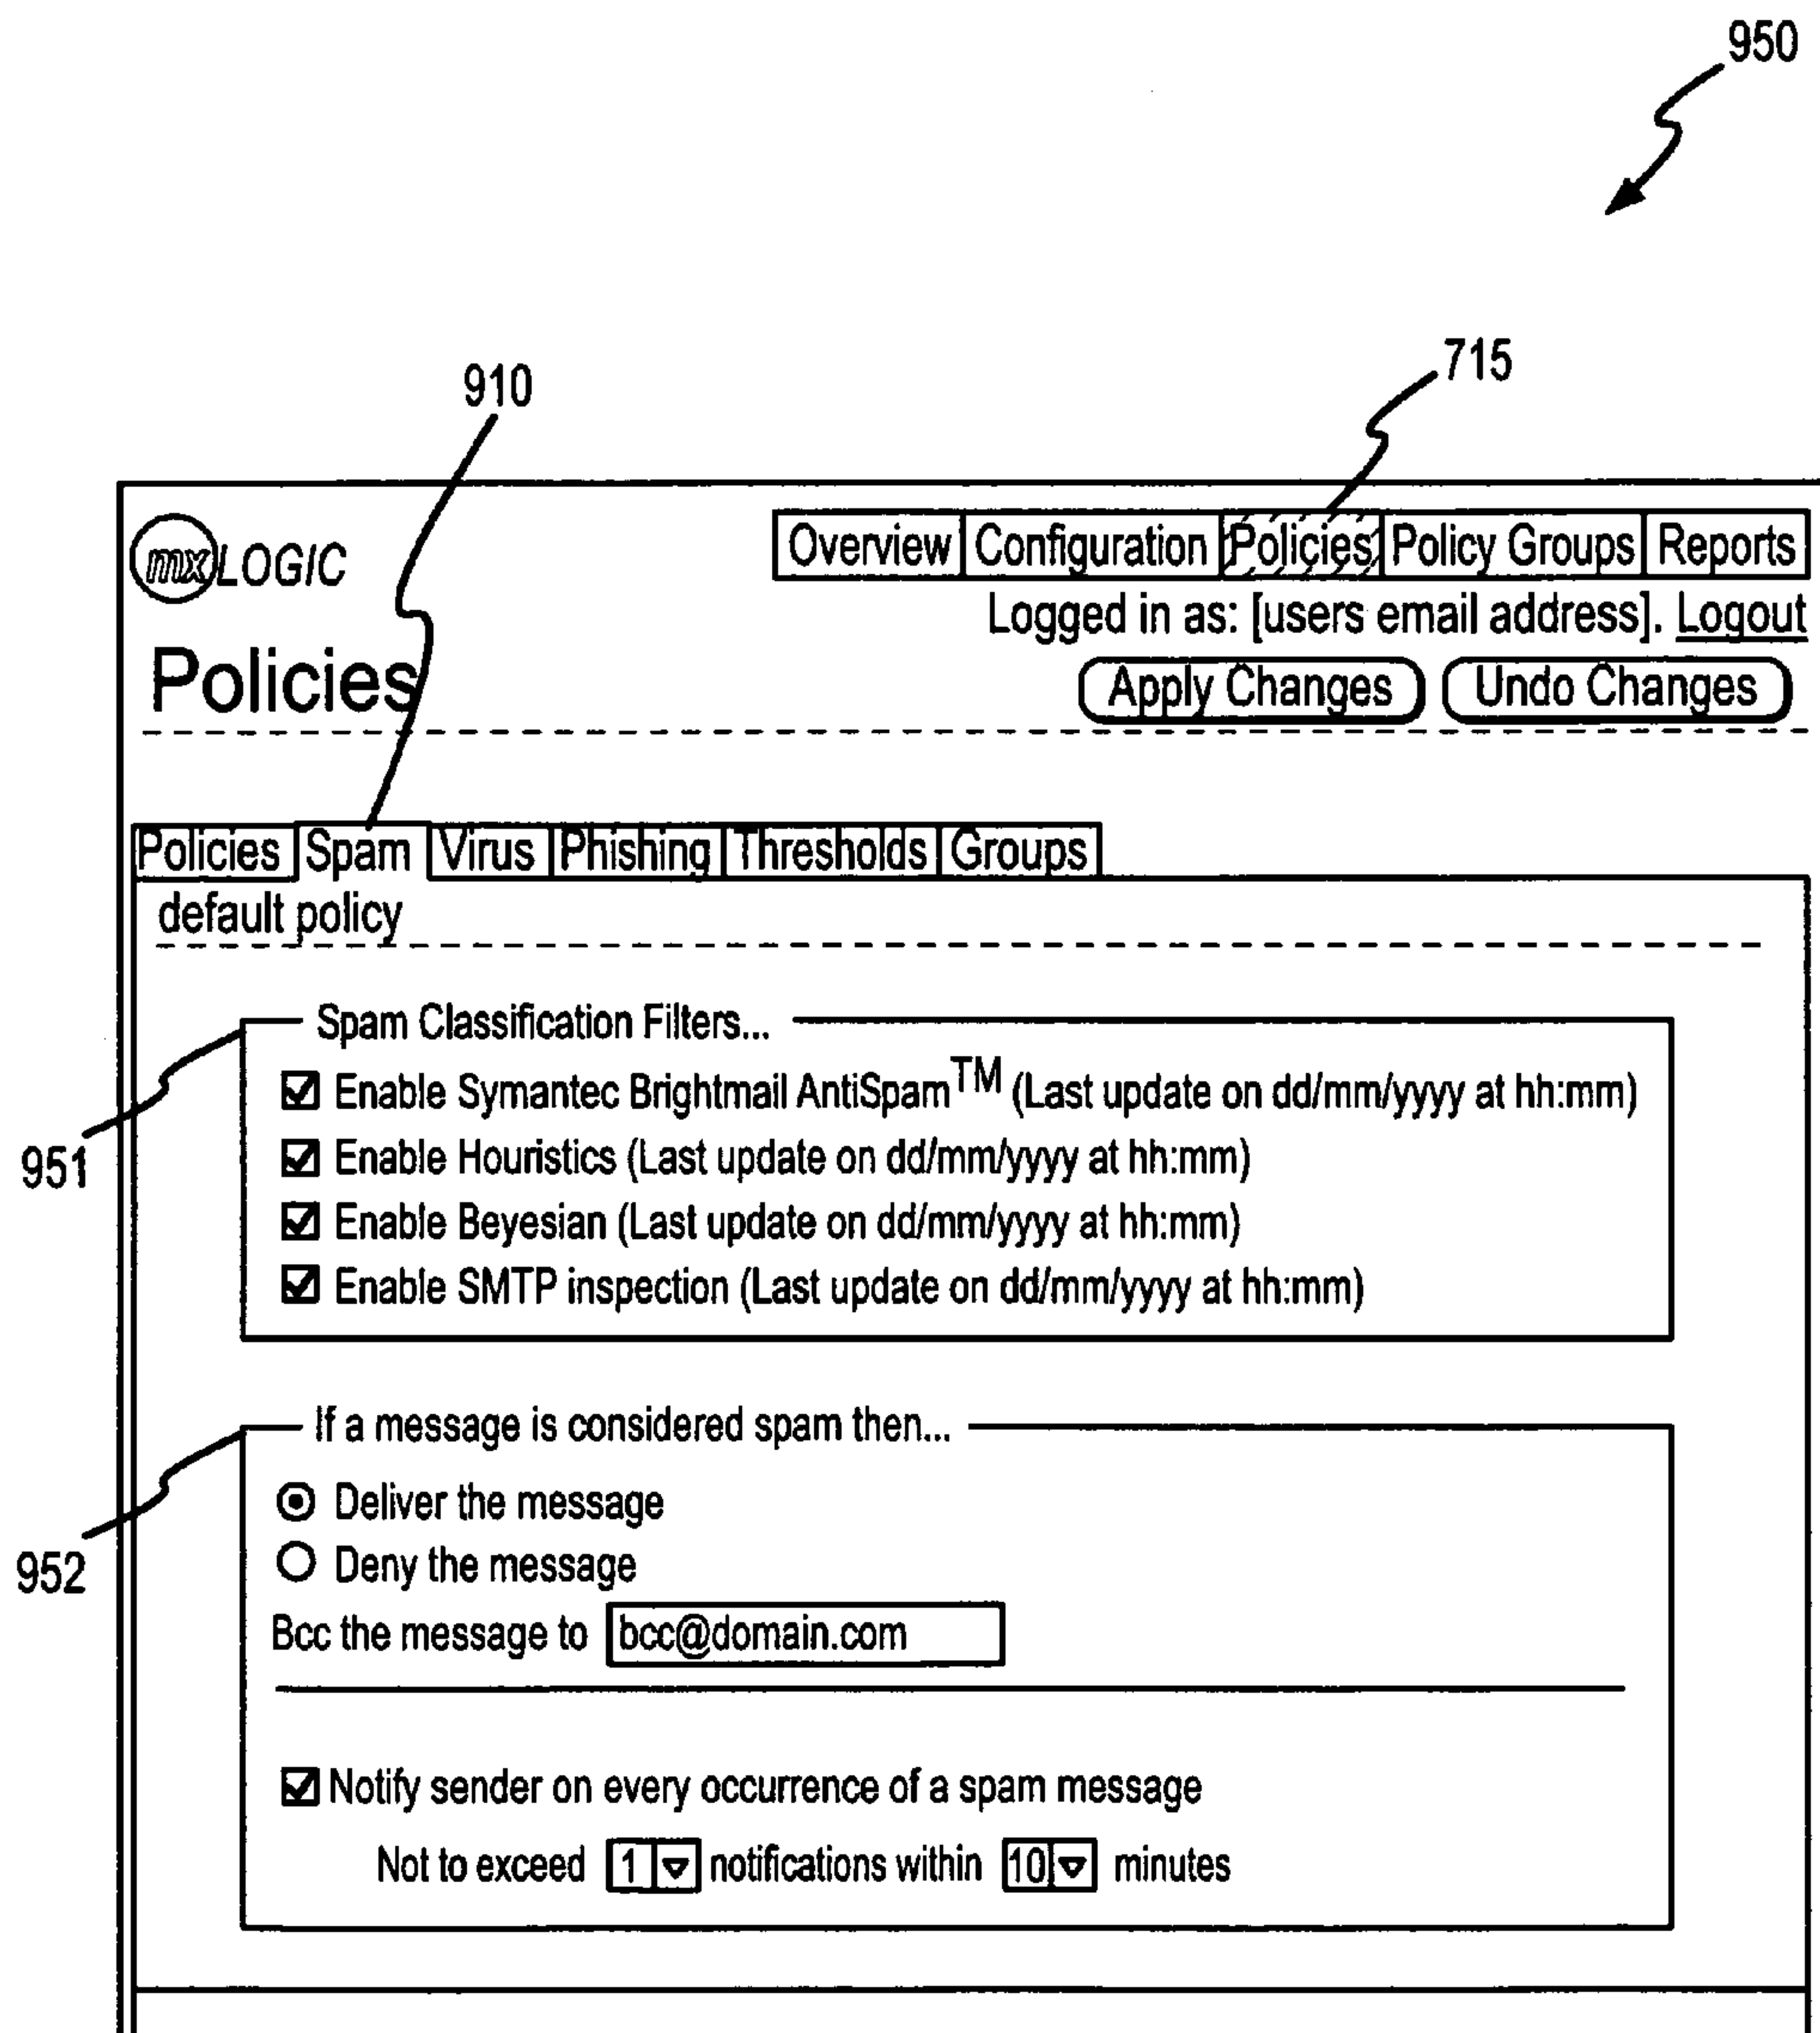 950
715
910
mx LOGIC
Overview Configuration Policies Policy Groups Reports
Logged in as: [users email address]. Logout
Policies
Apply Changes Undo Changes
Policies Spam Virus Phishing Thresholds Groups
default policy
Spam Classification Filters...
Enable Symantec Brightmail AntiSpam™ (Last update on dd/mm/yyyy at hh:mm)
951
Enable Houristics (Last update on dd/mm/yyyy at hh:mm)
Enable Beyesian (Last update on dd/mm/yyyy at hh:mm)
Enable SMTP inspection (Last update on dd/mm/yyyy at hh:mm)
If a message is considered spam then...
Deliver the message
952
Deny the message
Bcc the message to bcc@domain.com
Notify sender on every occurrence of a spam message
Not to exceed 1 notifications within 10 minutes